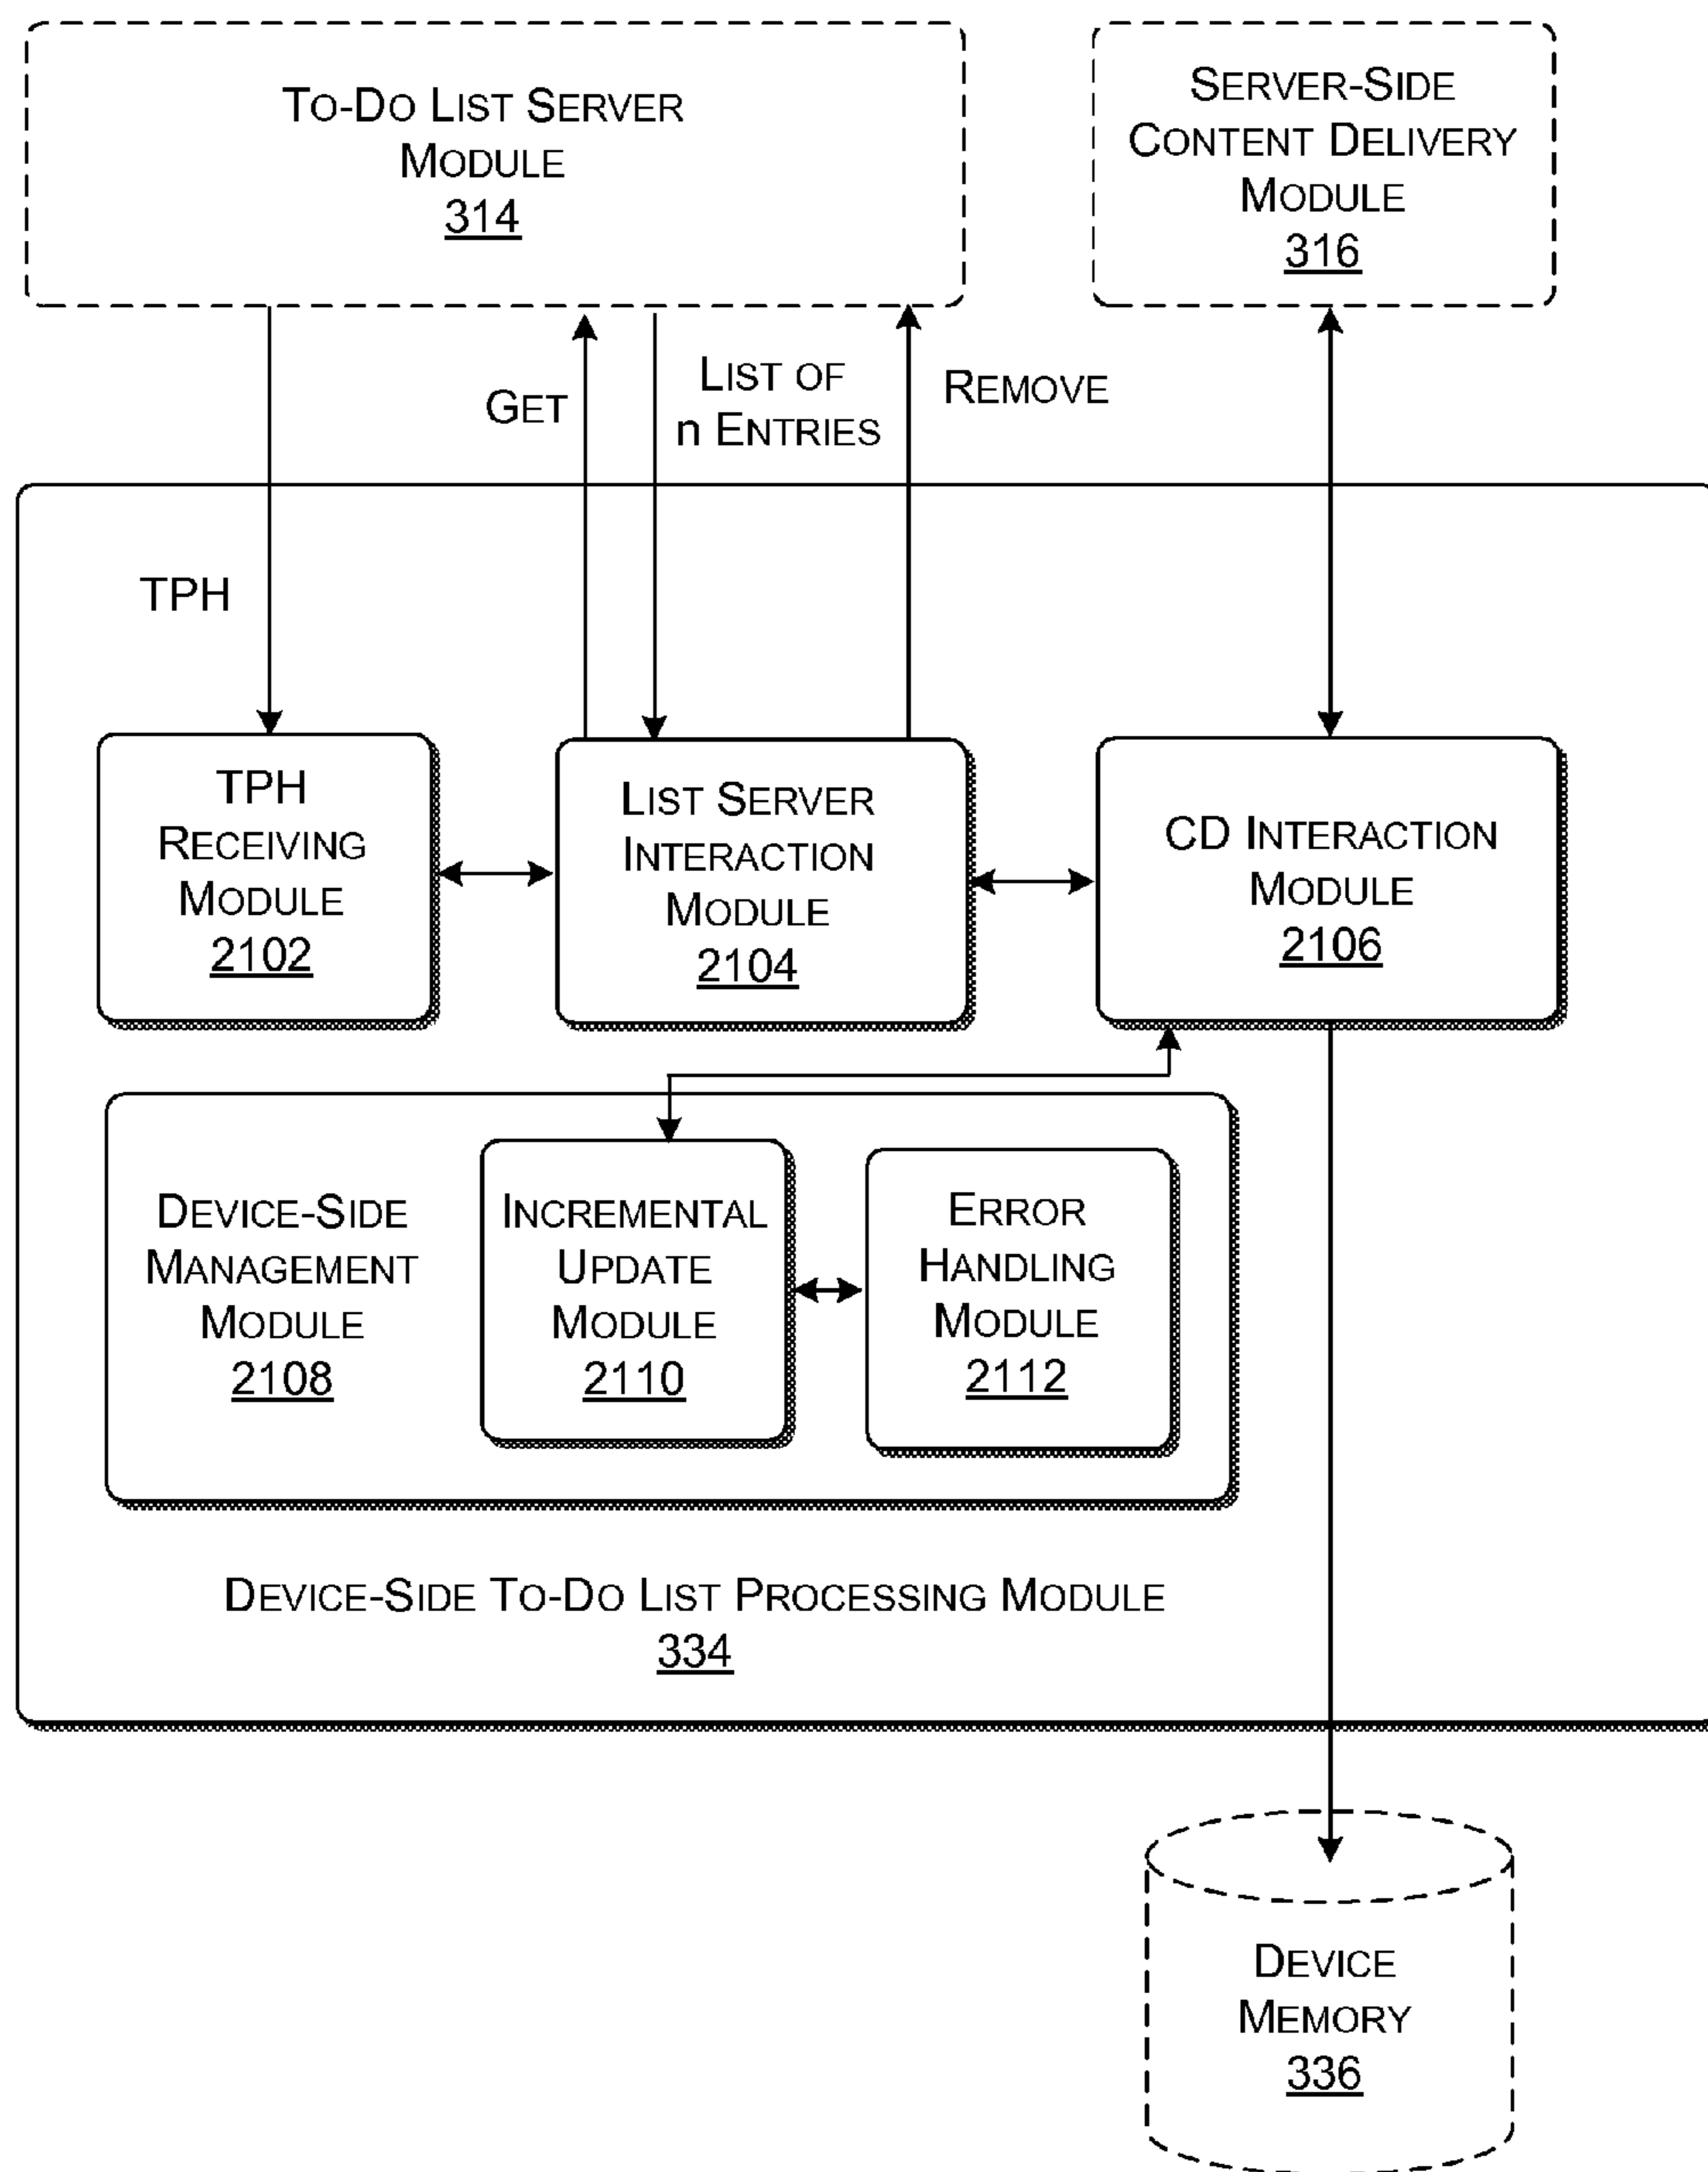 TO-DO LIST SERVER
MODULE
314
SERVER-SIDE
CONTENT DELIVERY
MODULE
316
GET
LIST OF
n ENTRIES
REMOVE
TPH
TPH
RECEIVING
MODULE
2102
LIST SERVER
INTERACTION
MODULE
2104
CD INTERACTION
MODULE
2106
DEVICE-SIDE
MANAGEMENT
MODULE
2108
INCREMENTAL
UPDATE
MODULE
2110
ERROR
HANDLING
MODULE
2112
DEVICE-SIDE TO-DO LIST PROCESSING MODULE
334
DEVICE
MEMORY
336